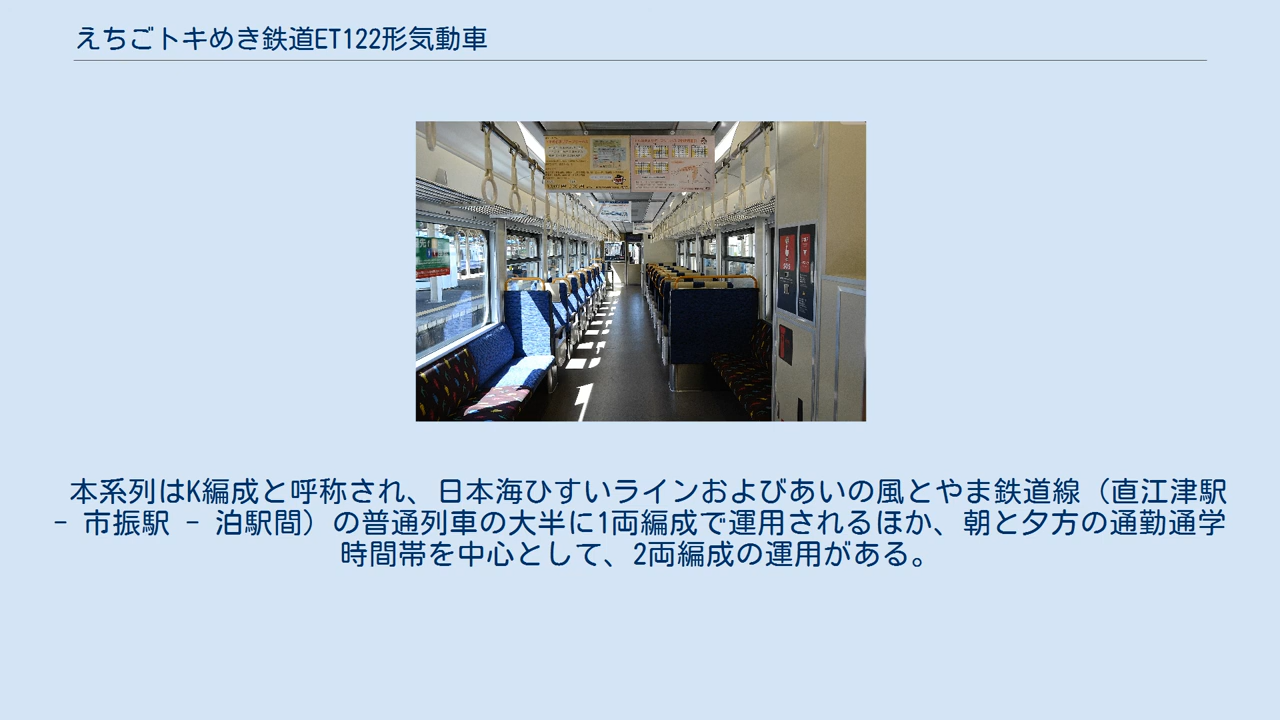 えちごトキめき鉄道ET122形気動車
本系列はK編成と呼称され、日本海ひすいラインおよびあいの風とやま鉄道線（直江津駅
- 市振駅 - 泊駅間）の普通列車の大半に1両編成で運用されるほか、朝と夕方の通勤通学
時間帯を中心として、2両編成の運用がある。